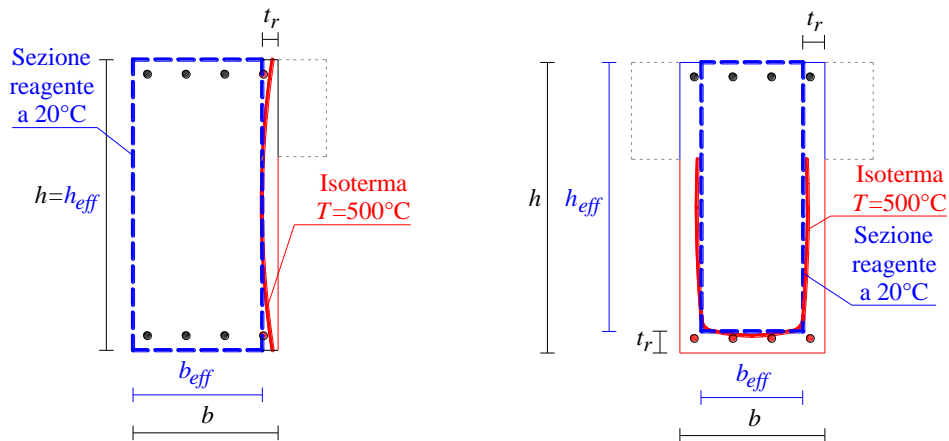 t_r
Sezione
reagente
a 20°C
h=h_eff
Isoterma
T=500°C
b_eff
b
t_r
h
h_eff
Isoterma
T=500°C
Sezione
reagente
a 20°C
t_r
b_eff
b